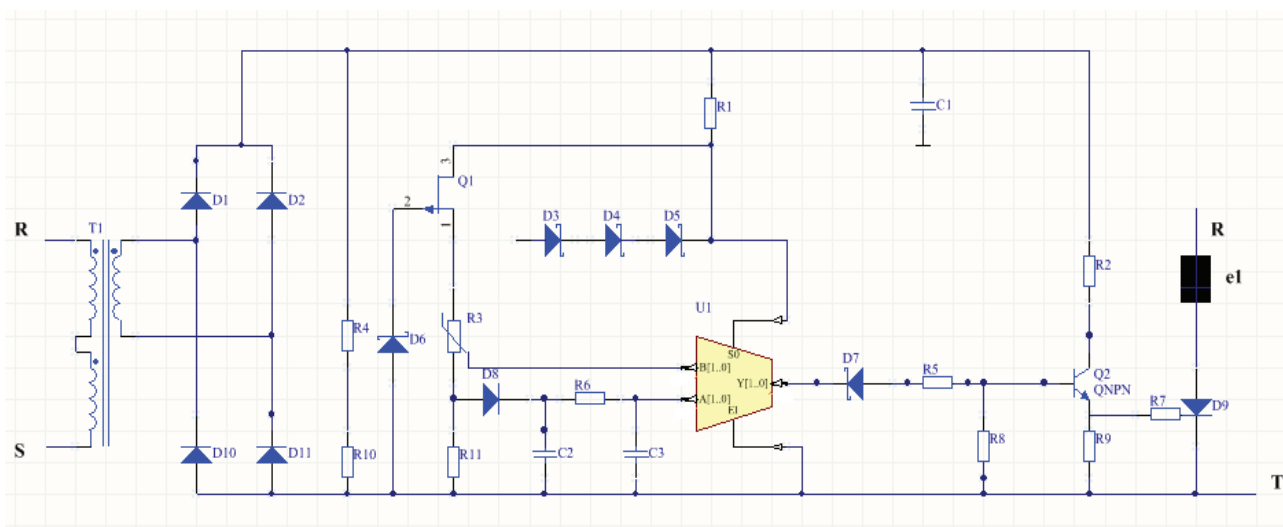 R1
C1
3
Q1
2
1
D1
D2
R
T1
D3
D4
D5
R
R2
e1
U1
R4
D6
R3
S0
B[1..0]
D8
D7
R5
Y[1..0]
Q2
QNPN
R6
A[1..0]
E1
R7
D9
S
D10
D11
R10
R11
C2
C3
R8
R9
T